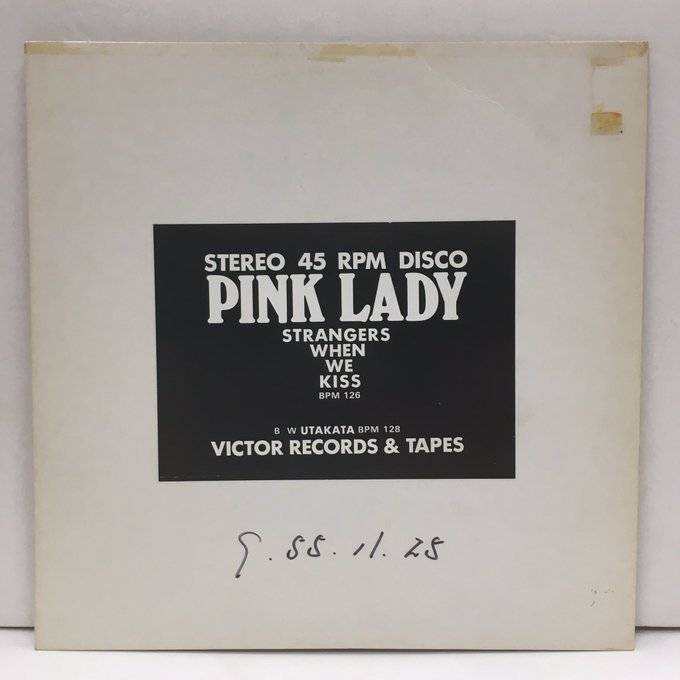 STEREO 45 RPM DISCO
PINK LADY
STRANGERS
WHEN
WE
KISS
BPM 126
B W UTAKATA BPM 128
VICTOR RECORDS & TAPES
S. 55. 11. 25